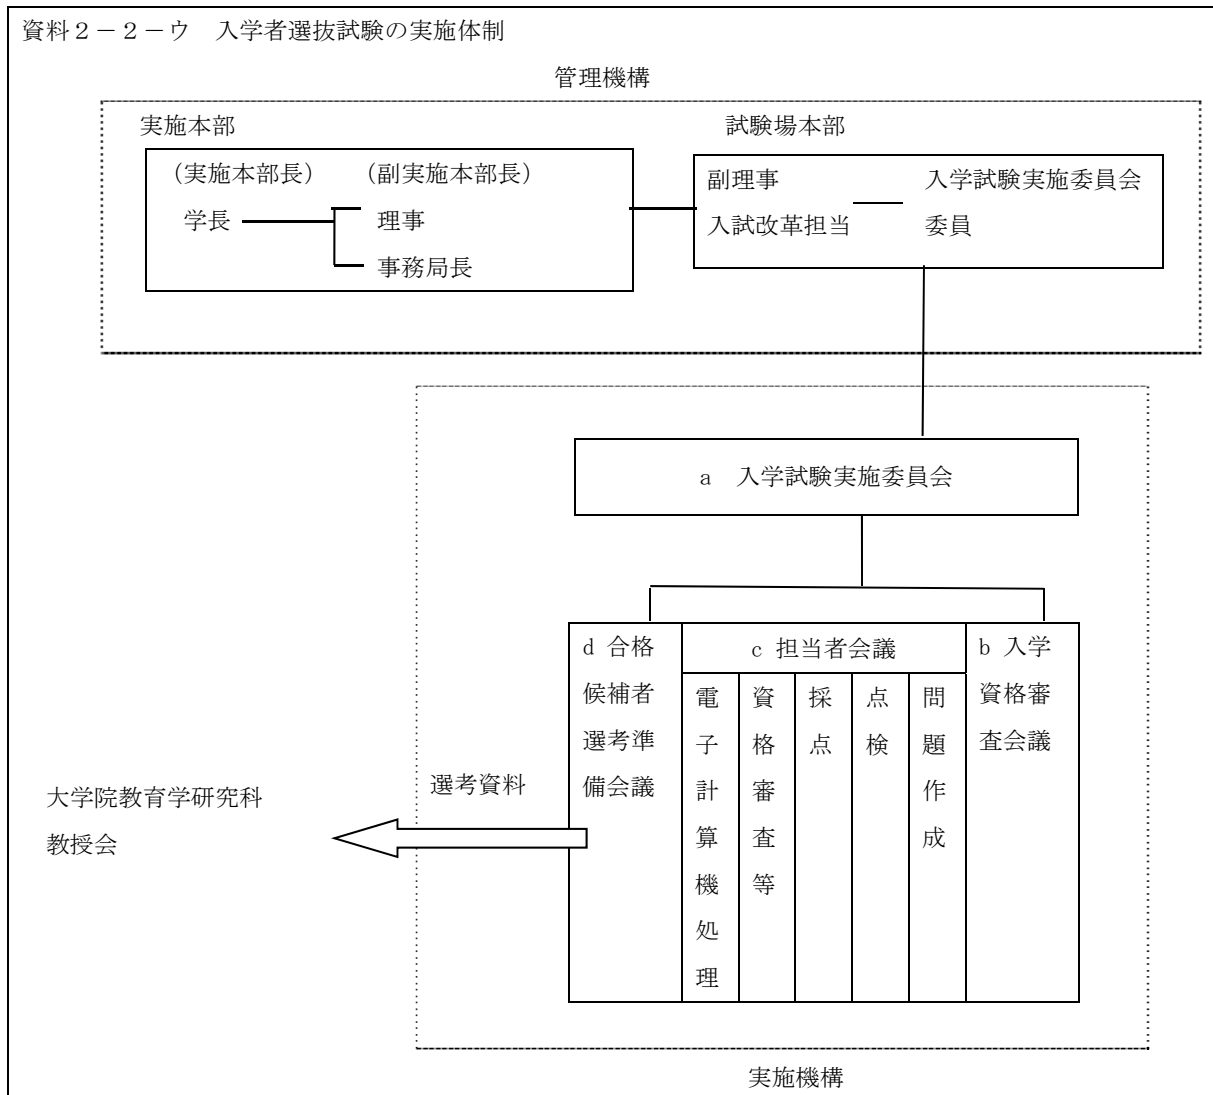 資料２－２－ウ　入学者選抜試験の実施体制
管理機構
実施本部
（実施本部長）　（副実施本部長）
学長
理事
事務局長
試験場本部
副理事
入試改革担当
入学試験実施委員会
委員
a　入学試験実施委員会
d 合格
候補者
選考準
備会議
c 担当者会議
電子計算機処理
資格審査等
採点
点検
問題作成
b 入学
資格審
査会議
選考資料
大学院教育学研究科
教授会
実施機構